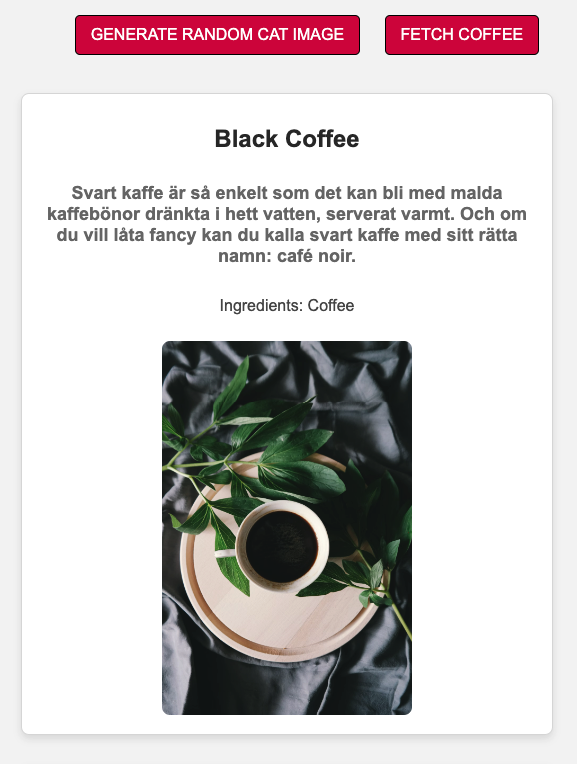 GENERATE RANDOM CAT IMAGE FETCH COFFEE
Black Coffee
Svart kaffe är så enkelt som det kan bli med malda
kaffebönor dränkta i hett vatten, serverat varmt. Och om
du vill låta fancy kan du kalla svart kaffe med sitt rätta
namn: café noir.
Ingredients: Coffee